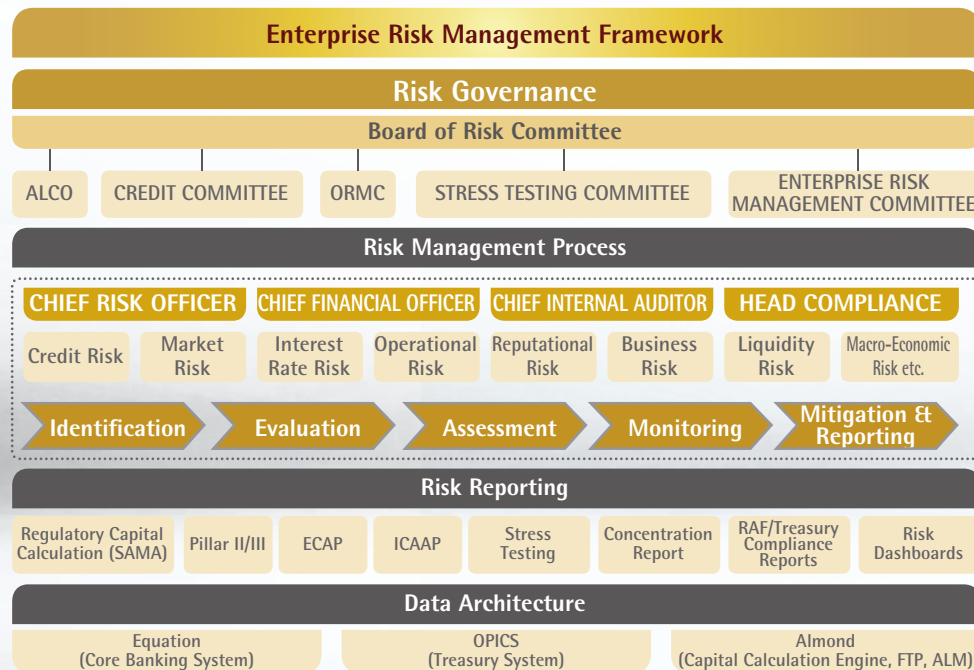 Enterprise Risk Management Framework
Risk Governance
Board of Risk Committee
ALCO
CREDIT COMMITTEE
ORMC
STRESS TESTING COMMITTEE
ENTERPRISE RISK
MANAGEMENT COMMITTEE
Risk Management Process
CHIEF RISK OFFICER
CHIEF FINANCIAL OFFICER
CHIEF INTERNAL AUDITOR
HEAD COMPLIANCE
Credit Risk
Market
Risk
Interest
Rate Risk
Operational
Risk
Reputational
Risk
Business
Risk
Liquidity
Risk
Macro-Economic
Risk etc.
Identification
Evaluation
Assessment
Monitoring
Mitigation &
Reporting
Risk Reporting
Regulatory Capital
Calculation (SAMA)
Pillar II/III
ECAP
ICAAP
Stress
Testing
Concentration
Report
RAF/Treasury
Compliance
Reports
Risk
Dashboards
Data Architecture
Equation
(Core Banking System)
OPICS
(Treasury System)
Almond
(Capital Calculation Engine, FTP, ALM)